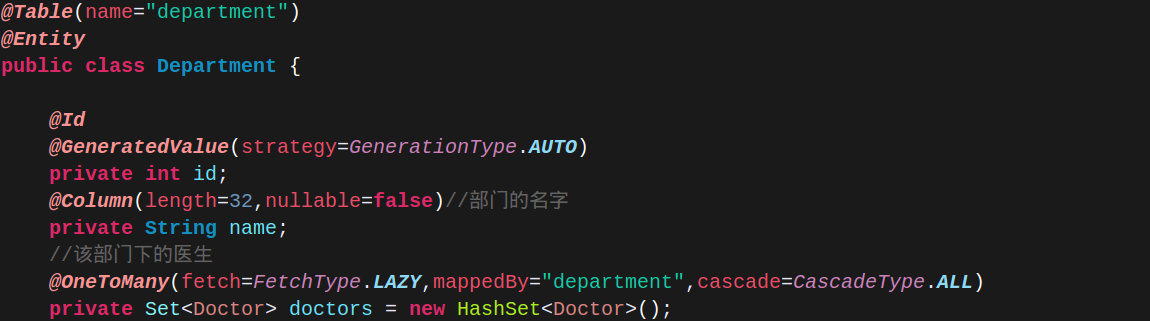 @Table(name="department")
@Entity
public class Department {
@Id
@GeneratedValue(strategy=GenerationType.AUTO)
private int id;
@Column(length=32,nullable=false)//部门的名字
private String name;
//该部门下的医生
@OneToMany(fetch=FetchType.LAZY,mappedBy="department",cascade=CascadeType.ALL)
private Set<Doctor> doctors = new HashSet<Doctor>();